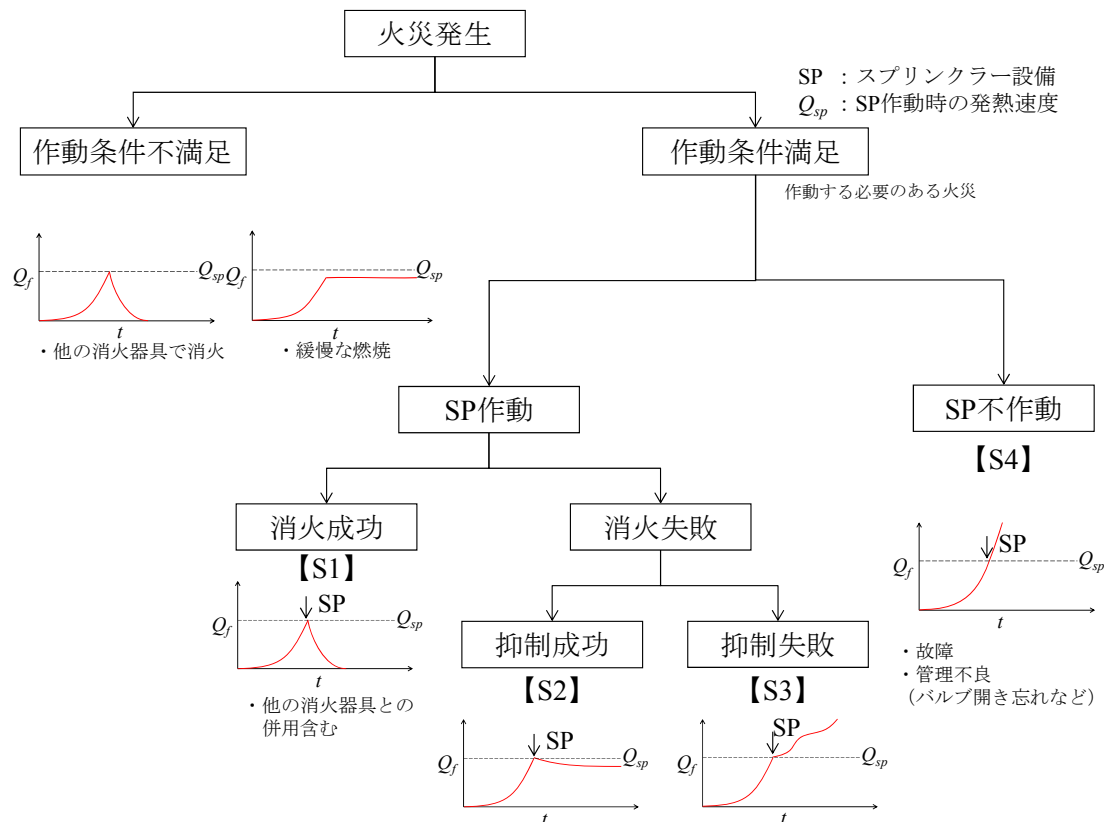 火災発生
SP ：スプリンクラー設備
Qsp：SP作動時の発熱速度
作動条件不満足
作動条件満足
作動する必要のある火災
Qf
Qsp
t
・他の消火器具で消火
Qf
Qsp
t
・緩慢な燃焼
SP作動
SP不作動
【S4】
消火成功
【S1】
消火失敗
SP
Qf
Qsp
t
・他の消火器具との
併用含む
抑制成功
【S2】
抑制失敗
【S3】
SP
Qf
Qsp
t
SP
Qf
Qsp
t
SP
Qf
Qsp
t
・故障
・管理不良
（バルブ開き忘れなど）